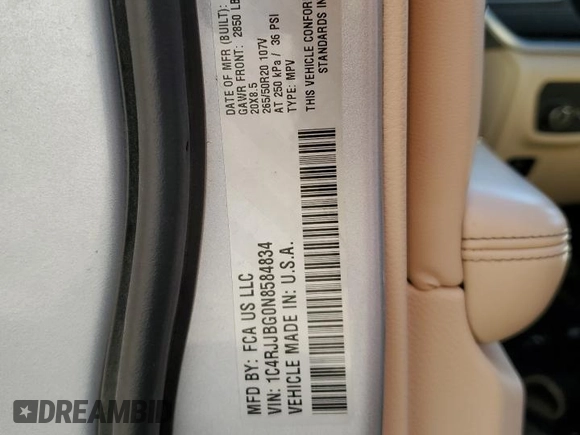 MFD BY: FCA US LLC
DATE OF MFR (BUILT):
GAWR FRONT: 2850 LB
20X8.5
265/50R20 107V
AT 250 kPa / 36 PSI
THIS VEHICLE CONFOR
STANDARDS IN
VIN: 1C4RJJBG0N8584834
TYPE: MPV
VEHICLE MADE IN: U.S.A.
DREAMBID